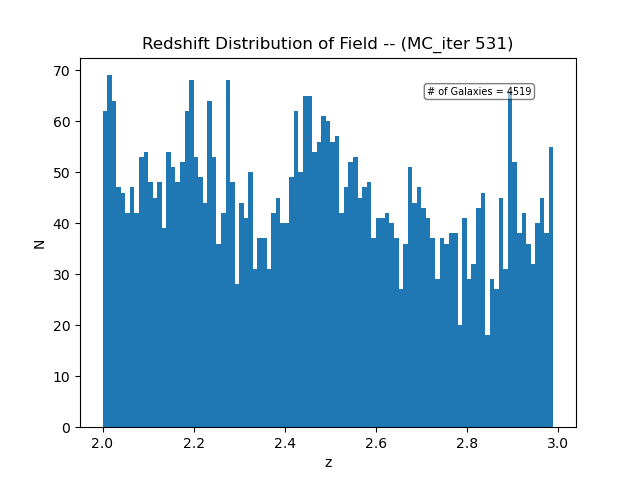 Redshift Distribution of Field -- (MC_iter 531)
# of Galaxies = 4519
N
70
60
50
40
30
20
10
0
2.0 2.2 2.4 2.6 2.8 3.0
z